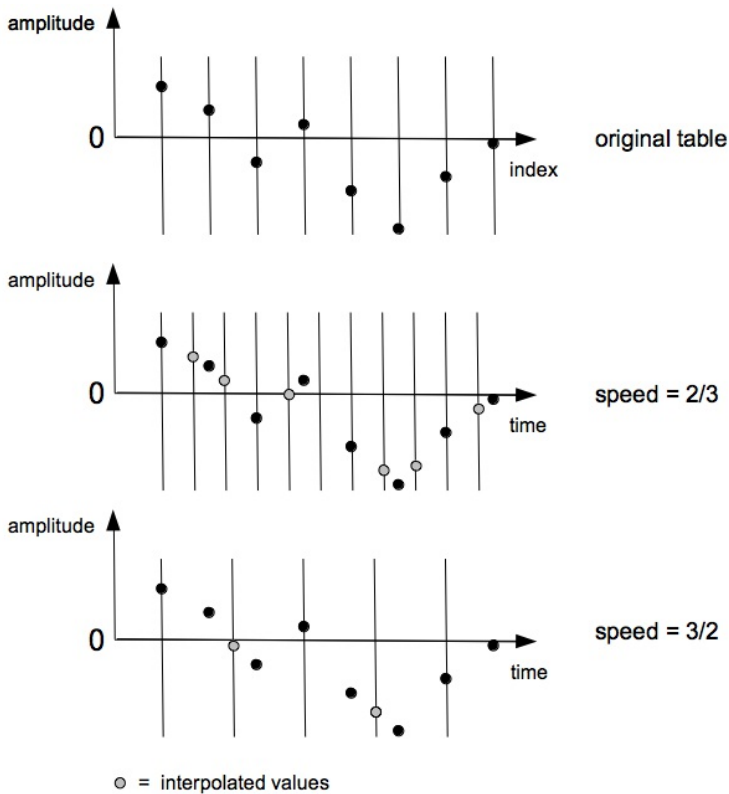 amplitude
0
index
original table
amplitude
0
time
speed = 2/3
amplitude
0
time
speed = 3/2
= interpolated values